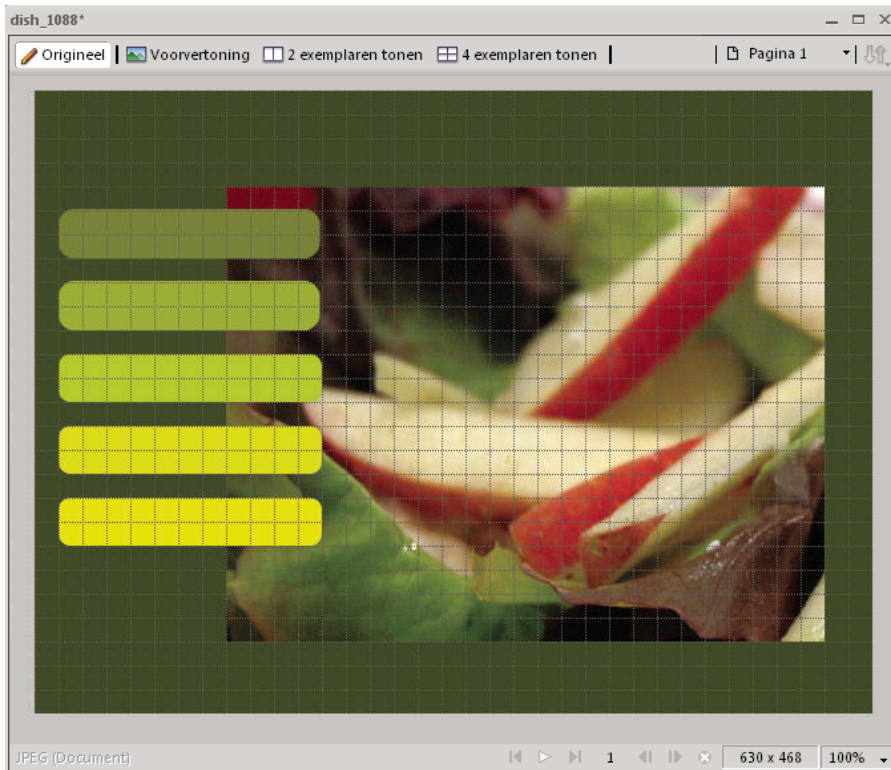 dish_1088*
Origineel Voorvertoning 2 exemplaren tonen 4 exemplaren tonen Pagina 1
JPEG (Document) 1 630 x 468 100%